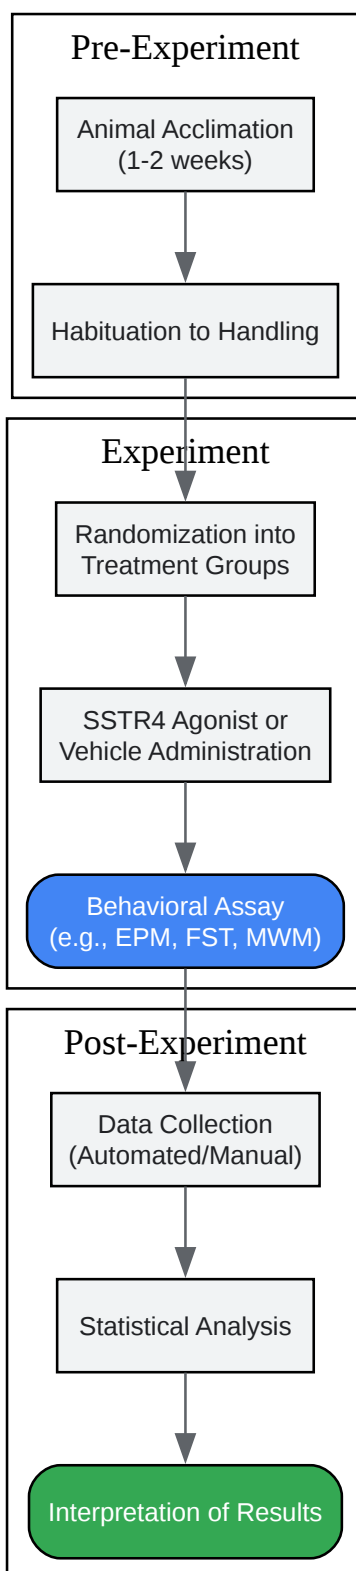 Pre-Experiment
Animal Acclimation
(1-2 weeks)
Habituation to Handling
Experiment
Randomization into
Treatment Groups
SSTR4 Agonist or
Vehicle Administration
Behavioral Assay
(e.g., EPM, FST, MWM)
Post-Experiment
Data Collection
(Automated/Manual)
Statistical Analysis
Interpretation of Results